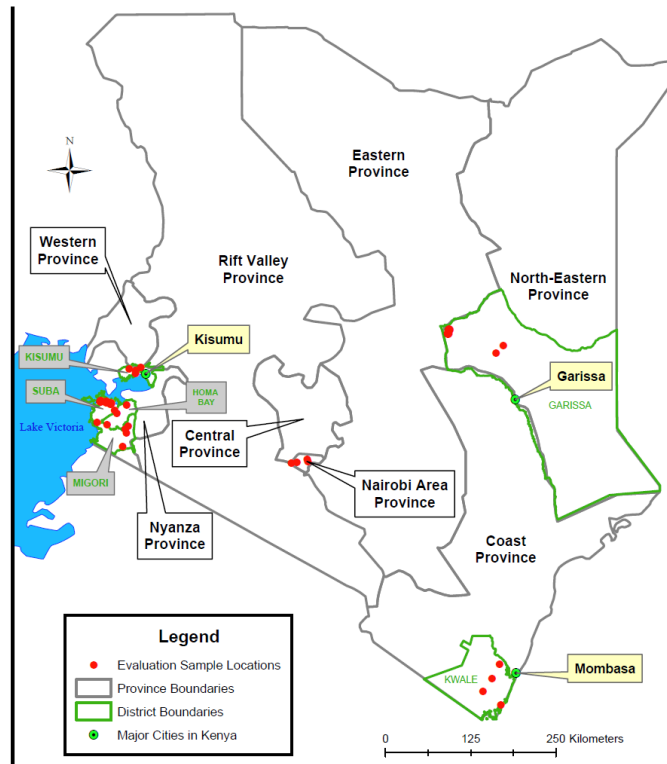 N
Eastern
Province
Western
Province
Rift Valley
Province
North-Eastern
Province
Kisumu
KISUMU
SUBA
HOMA
BAY
Garissa
GARISSA
Lake Victoria
Central
Province
Nairobi Area
Province
MIGORI
Nyanza
Province
Coast
Province
Legend
Evaluation Sample Locations
Province Boundaries
District Boundaries
Major Cities in Kenya
KWALE
Mombasa
0 125 250 Kilometers